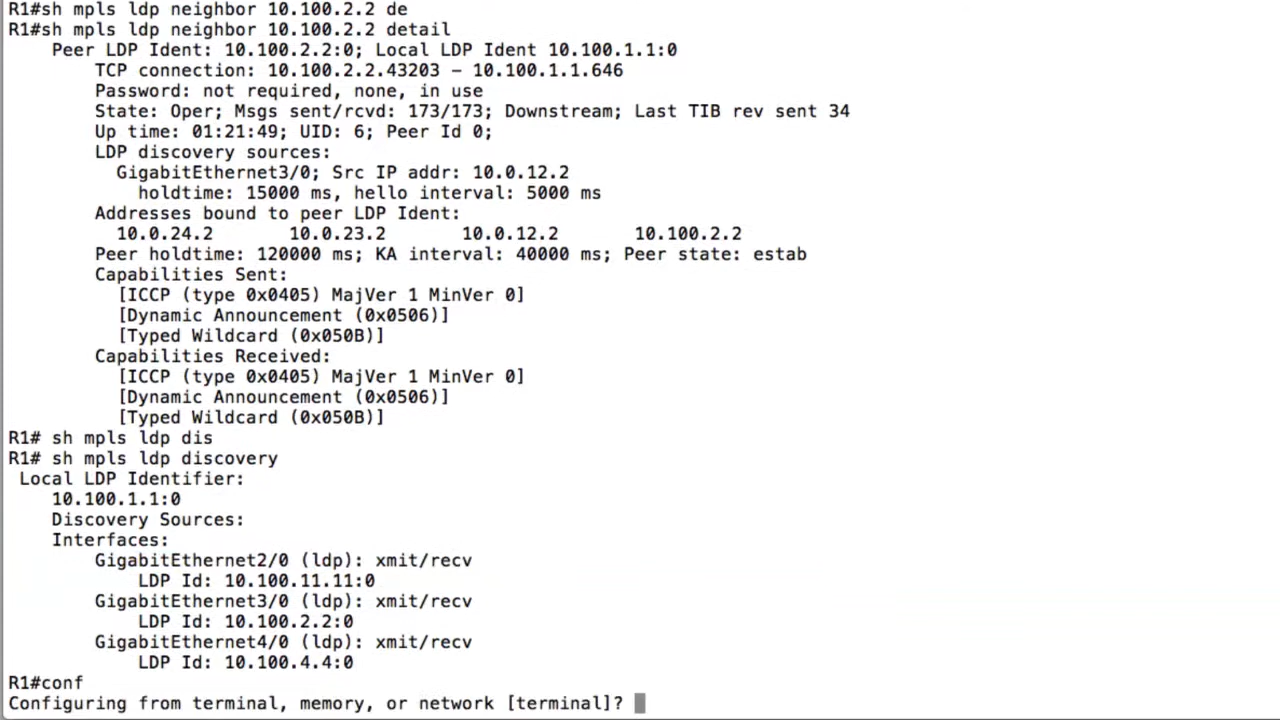 R1#sh mpls ldp neighbor 10.100.2.2 de
R1#sh mpls ldp neighbor 10.100.2.2 detail
    Peer LDP Ident: 10.100.2.2:0; Local LDP Ident 10.100.1.1:0
        TCP connection: 10.100.2.2.43203 - 10.100.1.1.646
        Password: not required, none, in use
        State: Oper; Msgs sent/rcvd: 173/173; Downstream; Last TIB rev sent 34
        Up time: 01:21:49; UID: 6; Peer Id 0;
        LDP discovery sources:
          GigabitEthernet3/0; Src IP addr: 10.0.12.2
            holdtime: 15000 ms, hello interval: 5000 ms
        Addresses bound to peer LDP Ident:
          10.0.24.2       10.0.23.2       10.0.12.2       10.100.2.2
        Peer holdtime: 120000 ms; KA interval: 40000 ms; Peer state: estab
        Capabilities Sent:
          [ICCP (type 0x0405) MajVer 1 MinVer 0]
          [Dynamic Announcement (0x0506)]
          [Typed Wildcard (0x050B)]
        Capabilities Received:
          [ICCP (type 0x0405) MajVer 1 MinVer 0]
          [Dynamic Announcement (0x0506)]
          [Typed Wildcard (0x050B)]
R1# sh mpls ldp dis
R1# sh mpls ldp discovery
 Local LDP Identifier:
    10.100.1.1:0
    Discovery Sources:
    Interfaces:
        GigabitEthernet2/0 (ldp): xmit/recv
            LDP Id: 10.100.11.11:0
        GigabitEthernet3/0 (ldp): xmit/recv
            LDP Id: 10.100.2.2:0
        GigabitEthernet4/0 (ldp): xmit/recv
            LDP Id: 10.100.4.4:0
R1#conf
Configuring from terminal, memory, or network [terminal]?